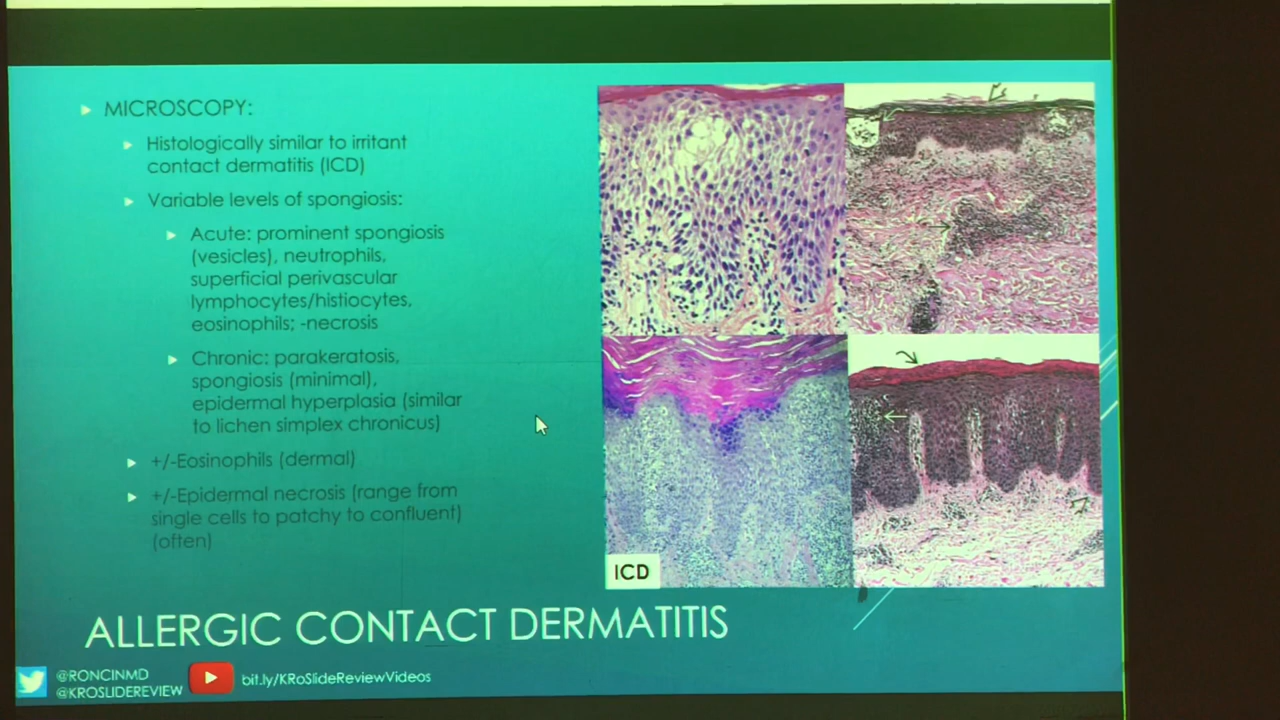 MICROSCOPY:
Histologically similar to irritant
contact dermatitis (ICD)
Variable levels of spongiosis:
Acute: prominent spongiosis
(vesicles), neutrophils,
superficial perivascular
lymphocytes/histiocytes,
eosinophils; -necrosis
Chronic: parakeratosis,
spongiosis (minimal),
epidermal hyperplasia (similar
to lichen simplex chronicus)
+/-Eosinophils (dermal)
+/-Epidermal necrosis (range from
single cells to patchy to confluent)
(often)
ICD
ALLERGIC CONTACT DERMATITIS
@RONCINMD
@KROSLIDEREVIEW
bit.ly/KRoSlideReviewVideos